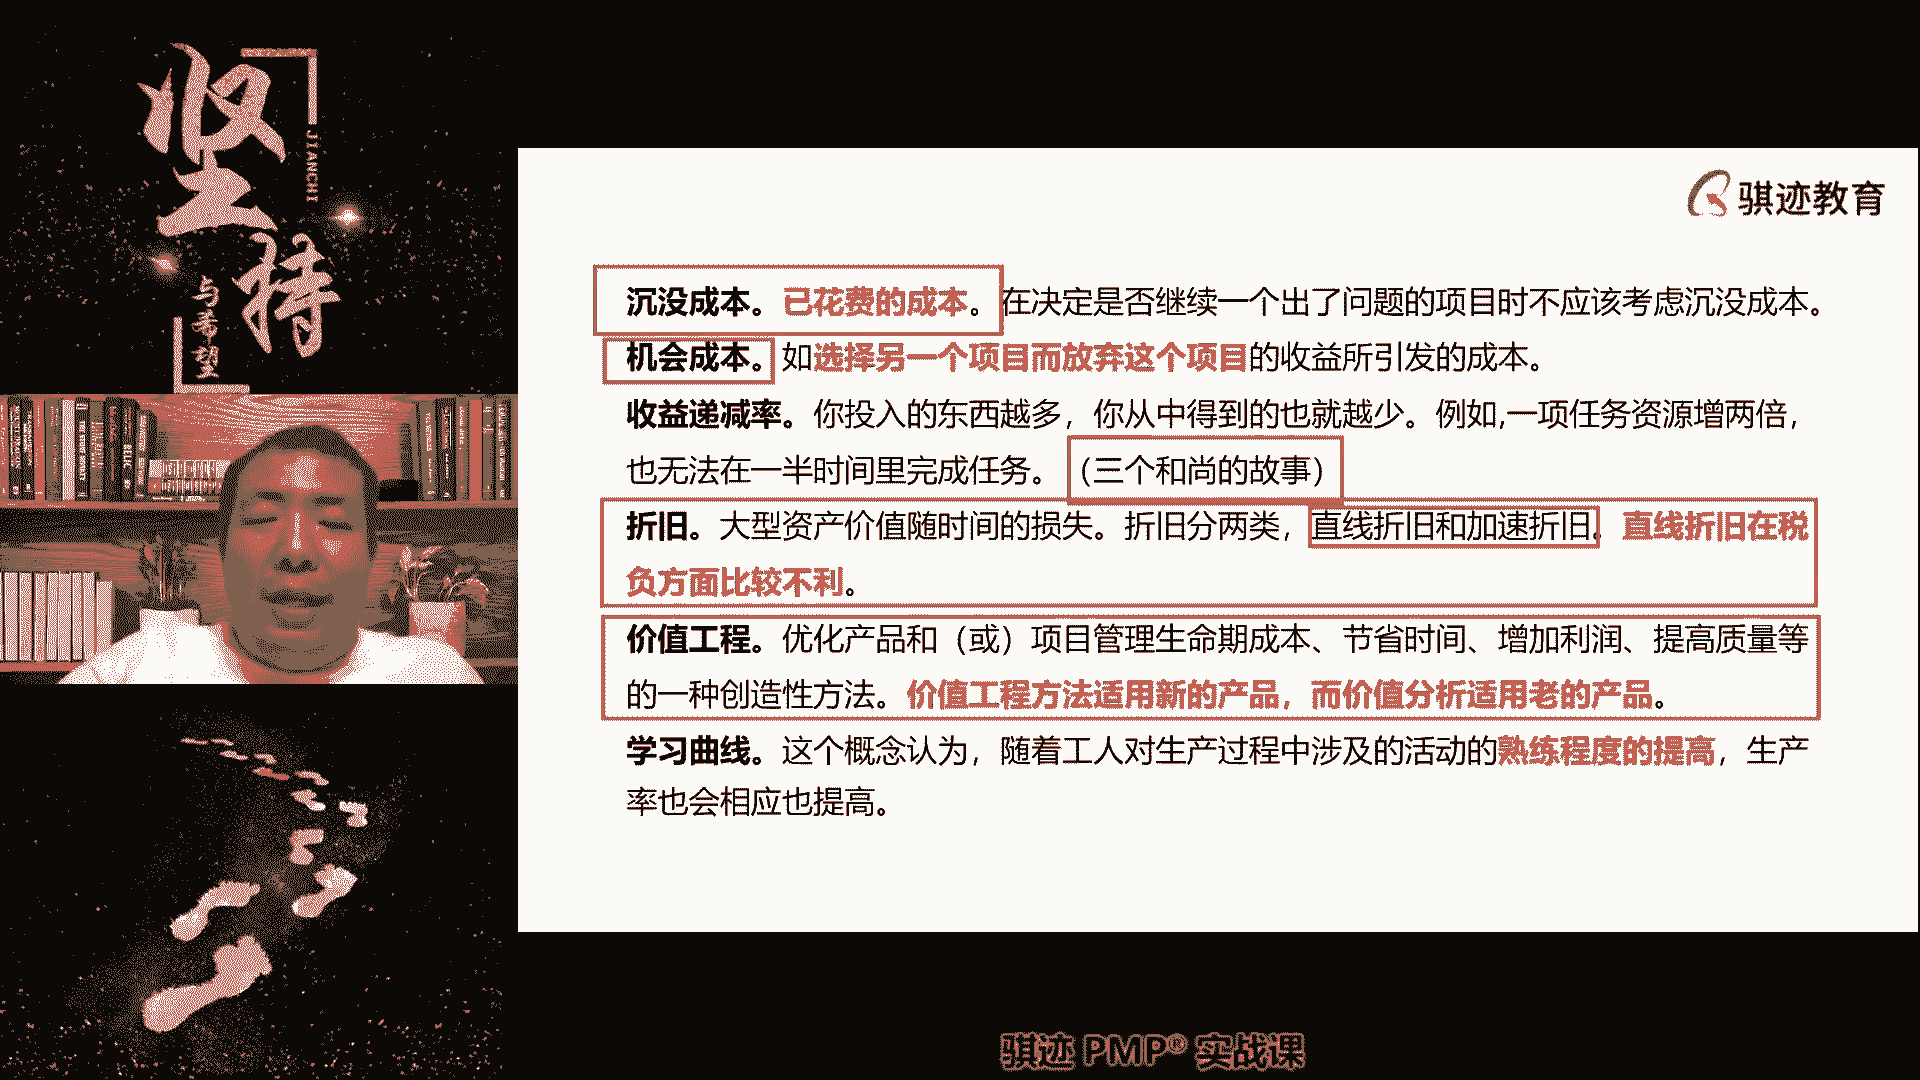 坚持
JIANCHI
与希望
骐迹教育
沉没成本。已花费的成本。在决定是否继续一个出了问题的项目时不应该考虑沉没成本。
机会成本。如选择另一个项目而放弃这个项目的收益所引发的成本。
收益递减率。你投入的东西越多，你从中得到的也就越少。例如,一项任务资源增两倍，
也无法在一半时间里完成任务。（三个和尚的故事）
折旧。大型资产价值随时间的损失。折旧分两类，直线折旧和加速折旧。直线折旧在税
负方面比较不利。
价值工程。优化产品和（或）项目管理生命期成本、节省时间、增加利润、提高质量等
的一种创造性方法。价值工程方法适用新的产品，而价值分析适用老的产品。
学习曲线。这个概念认为，随着工人对生产过程中涉及的活动的熟练程度的提高，生产
率也会相应也提高。
骐迹 PMP® 实战课